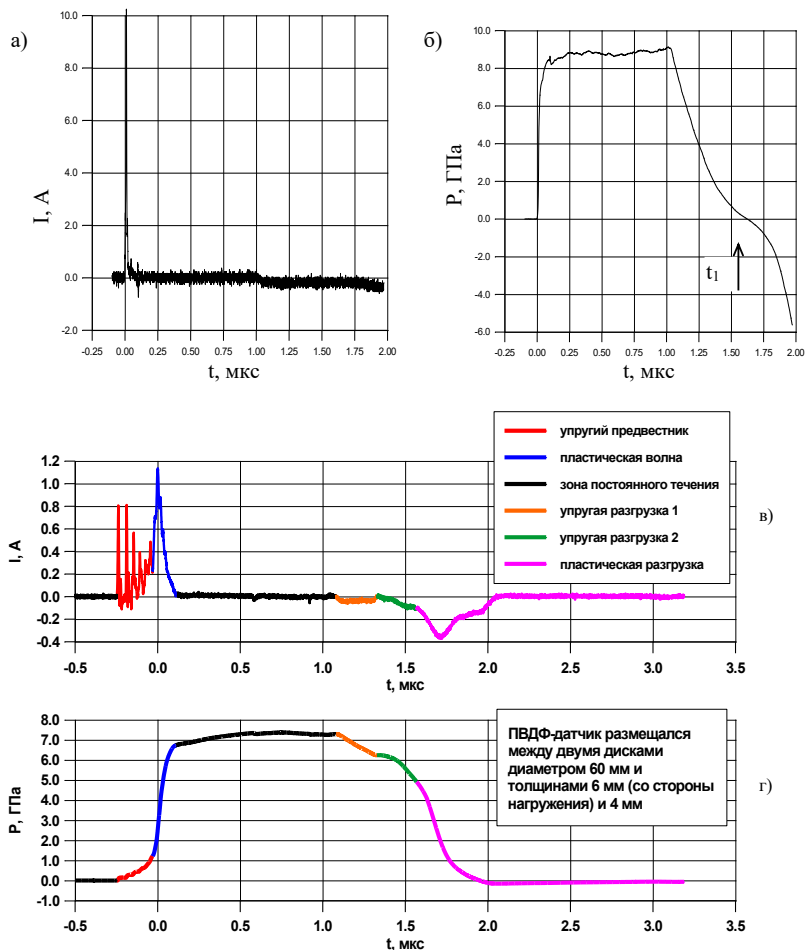 а)
10.0
8.0
6.0
4.0
2.0
0.0
-2.0
I, А
-0.25 0.00 0.25 0.50 0.75 1.00 1.25 1.50 1.75 2.00
t, мкс
б)
10.0
8.0
6.0
4.0
2.0
0.0
-2.0
-4.0
-6.0
P, ГПа
t1
-0.25 0.00 0.25 0.50 0.75 1.00 1.25 1.50 1.75 2.00
t, мкс
упругий предвестник
пластическая волна
зона постоянного течения
упругая разгрузка 1
упругая разгрузка 2
пластическая разгрузка
в)
1.2
1.0
0.8
0.6
0.4
0.2
0.0
-0.2
-0.4
I, А
-0.5 0.0 0.5 1.0 1.5 2.0 2.5 3.0 3.5
t, мкс
8.0
7.0
6.0
5.0
4.0
3.0
2.0
1.0
0.0
-1.0
P, ГПа
ПВДФ-датчик размещался
между двумя дисками
диаметром 60 мм и
толщинами 6 мм (со стороны
нагружения) и 4 мм
г)
-0.5 0.0 0.5 1.0 1.5 2.0 2.5 3.0 3.5
t, мкс